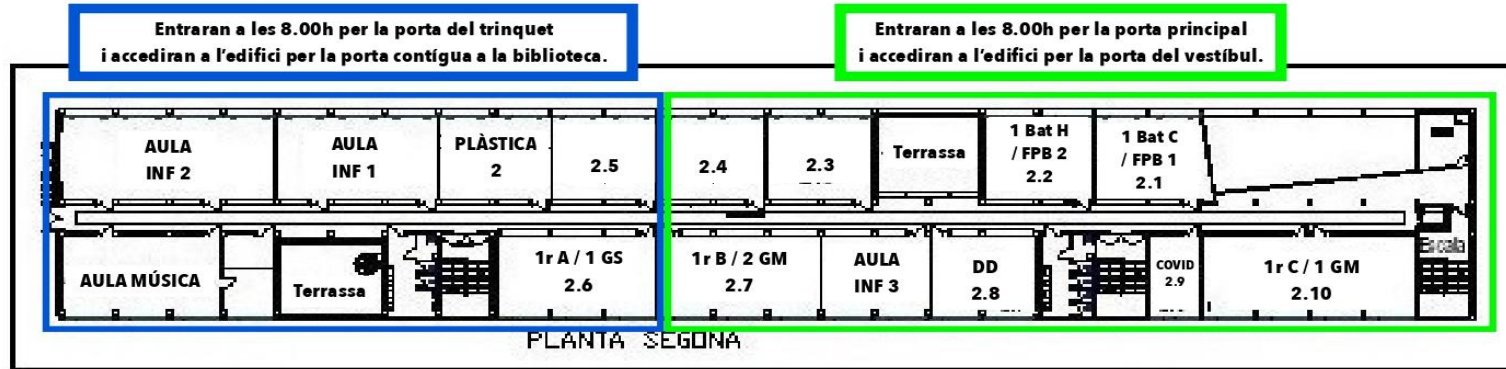 Entraran a les 8.00h per la porta del trinquet
i accediran a l'edifici per la porta contígua a la biblioteca.
Entraran a les 8.00h per la porta principal
i accediran a l'edifici per la porta del vestíbul.
AULA
INF 2
AULA
INF 1
PLÀSTICA
2
2.5
2.4
2.3
Terrassa
1 Bat H
/ FPB 2
2.2
1 Bat C
/ FPB 1
2.1
AULA MÚSICA
Terrassa
1r A / 1 GS
2.6
1r B / 2 GM
2.7
AULA
INF 3
DD
2.8
COVID
2.9
1r C / 1 GM
2.10
Escala
PLANTA SEGONA